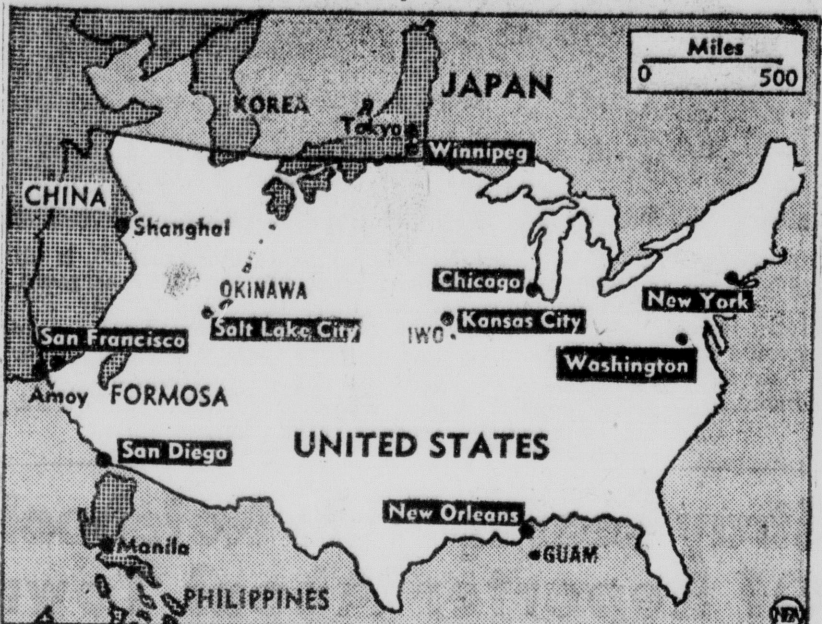 Miles
0 500
KOREA
JAPAN
Tokyo
Winnipeg
CHINA
Shanghai
OKINAWA
Chicago
New York
Salt Lake City
IWO
Kansas City
San Francisco
Washington
Amoy
FORMOSA
San Diego
UNITED STATES
New Orleans
GUAM
Manila
PHILIPPINES
NEA